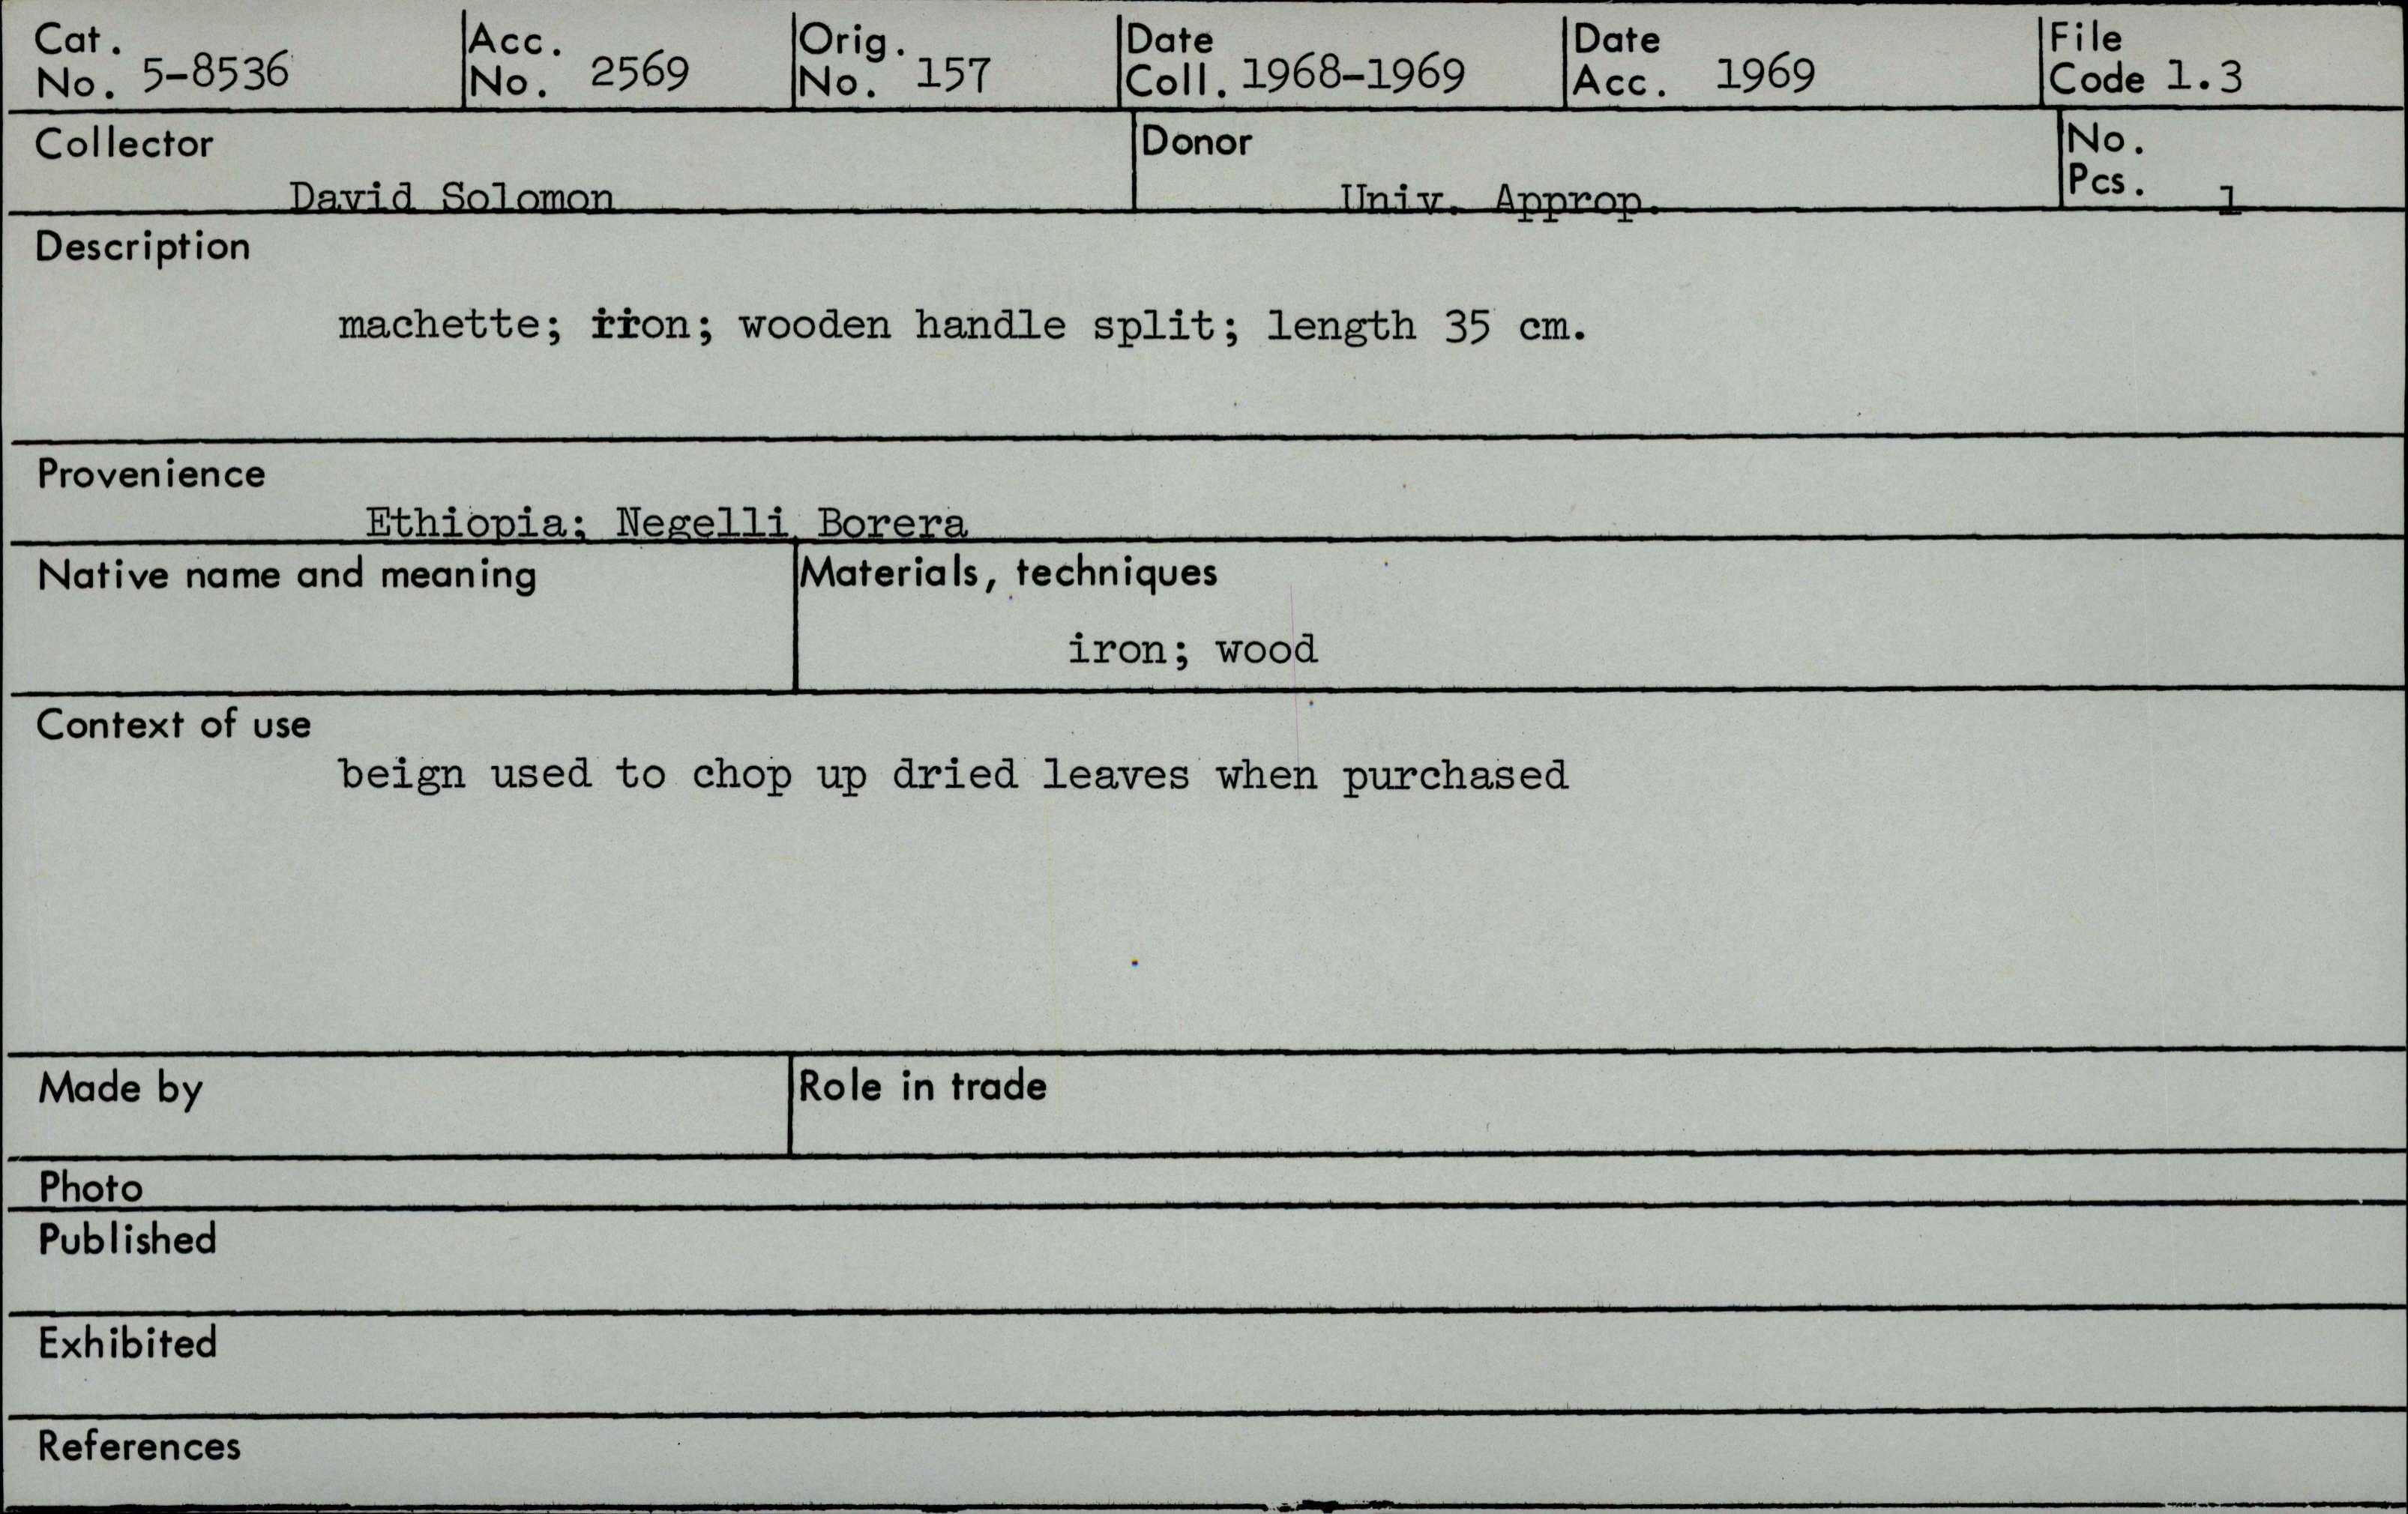 Cat. No. 5-8536 Acc. No. 2569 Orig. No. 157 Date Coll. 1968-1969 Date Acc. 1969 File Code 1.3
Collector David Solomon Donor Univ. Approp. No. Pcs. 1
Description
machette; iron; wooden handle split; length 35 cm.
Provenience
Ethiopia; Negelli Borera
Native name and meaning Materials, techniques
iron; wood
Context of use
beign used to chop up dried leaves when purchased
Made by Role in trade
Photo
Published
Exhibited
References